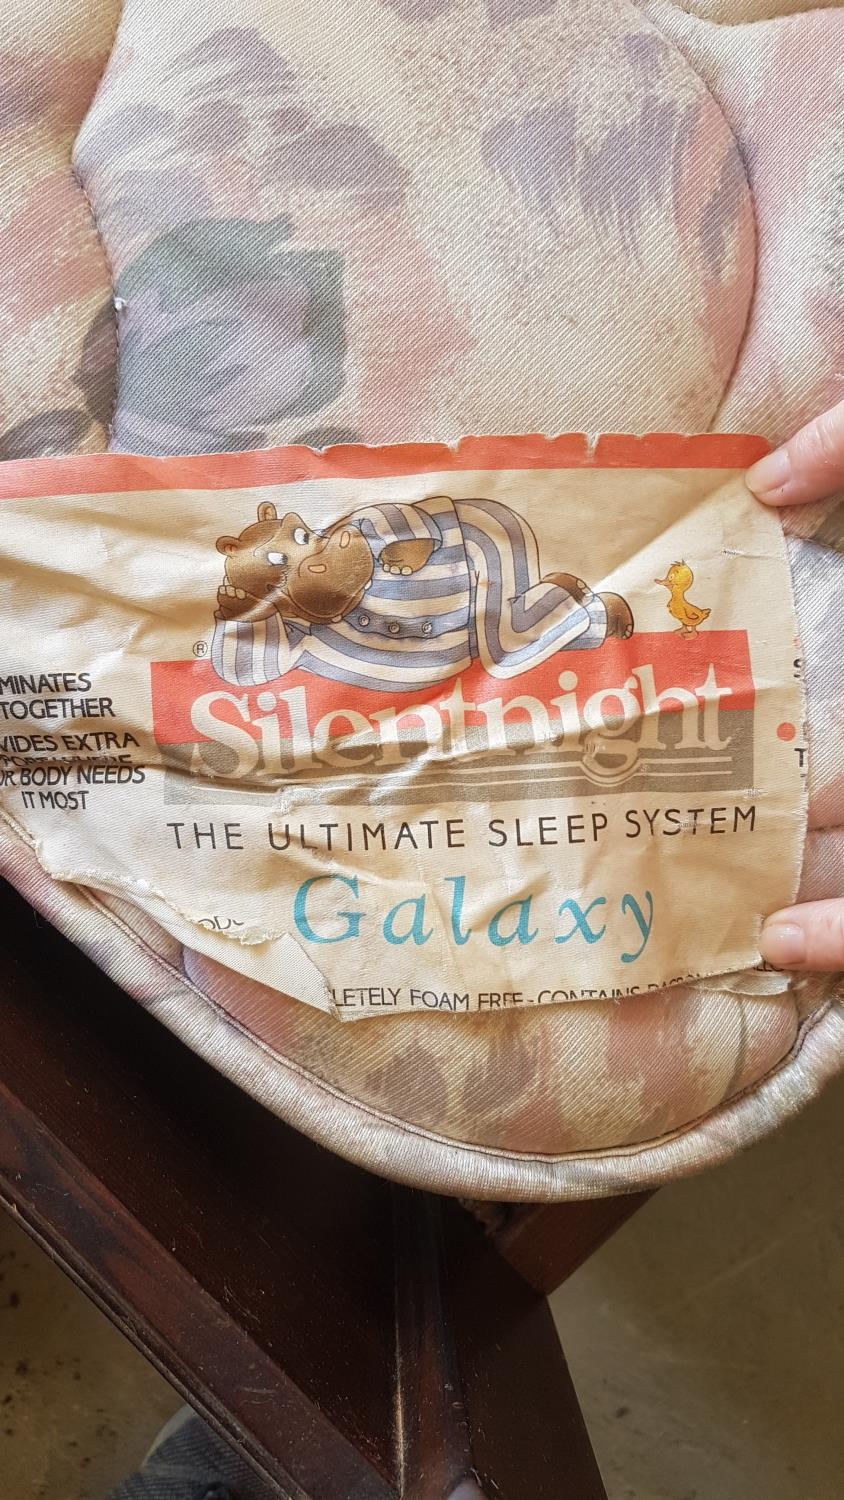 MINATES
TOGETHER
VIDES EXTRA
R BODY NEEDS
IT MOST
®
Silentnight
THE ULTIMATE SLEEP SYSTEM
Galaxy
LETELY FOAM FREE - CONTAINS